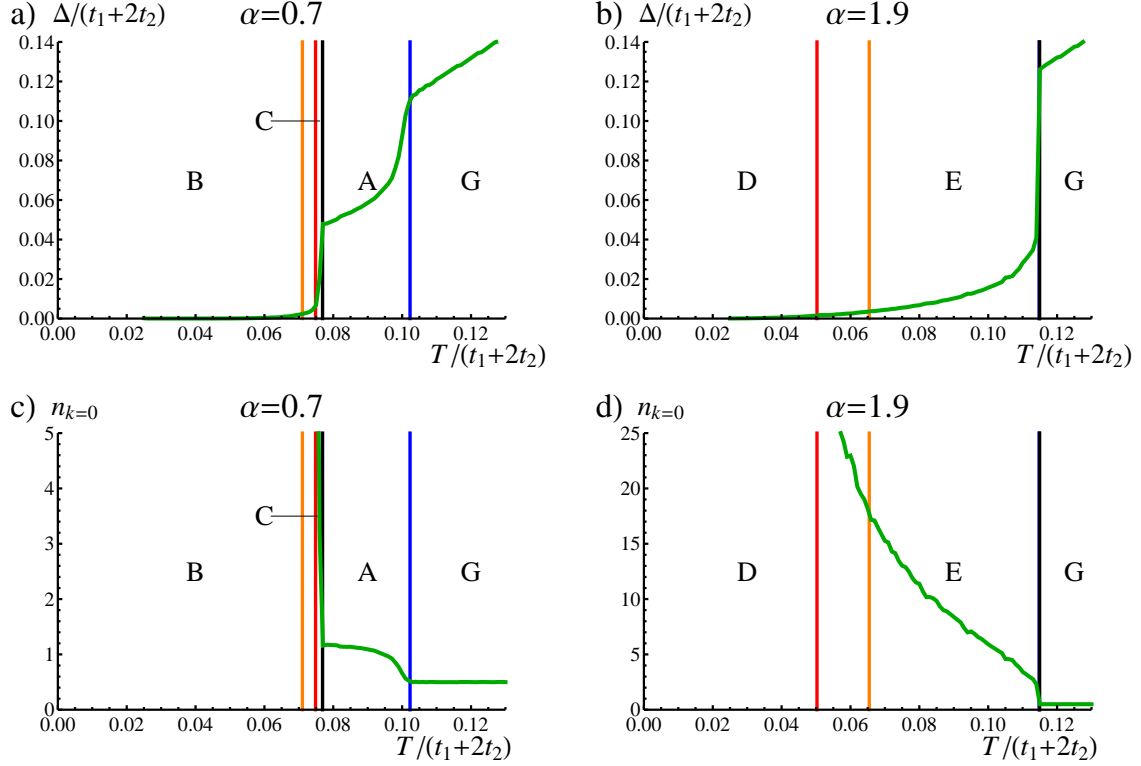 a) Δ/(t₁+2t₂) α=0.7
0.14
0.12
0.10
0.08
0.06
0.04
0.02
0.00
C
B
A
G
0.00 0.02 0.04 0.06 0.08 0.10 0.12
T/(t₁+2t₂)
b) Δ/(t₁+2t₂) α=1.9
0.14
0.12
0.10
0.08
0.06
0.04
0.02
0.00
D
E
G
0.00 0.02 0.04 0.06 0.08 0.10 0.12
T/(t₁+2t₂)
c) nₖ₌₀ α=0.7
5
4
3
2
1
0
C
B
A
G
0.00 0.02 0.04 0.06 0.08 0.10 0.12
T/(t₁+2t₂)
d) nₖ₌₀ α=1.9
25
20
15
10
5
0
D
E
G
0.00 0.02 0.04 0.06 0.08 0.10 0.12
T/(t₁+2t₂)